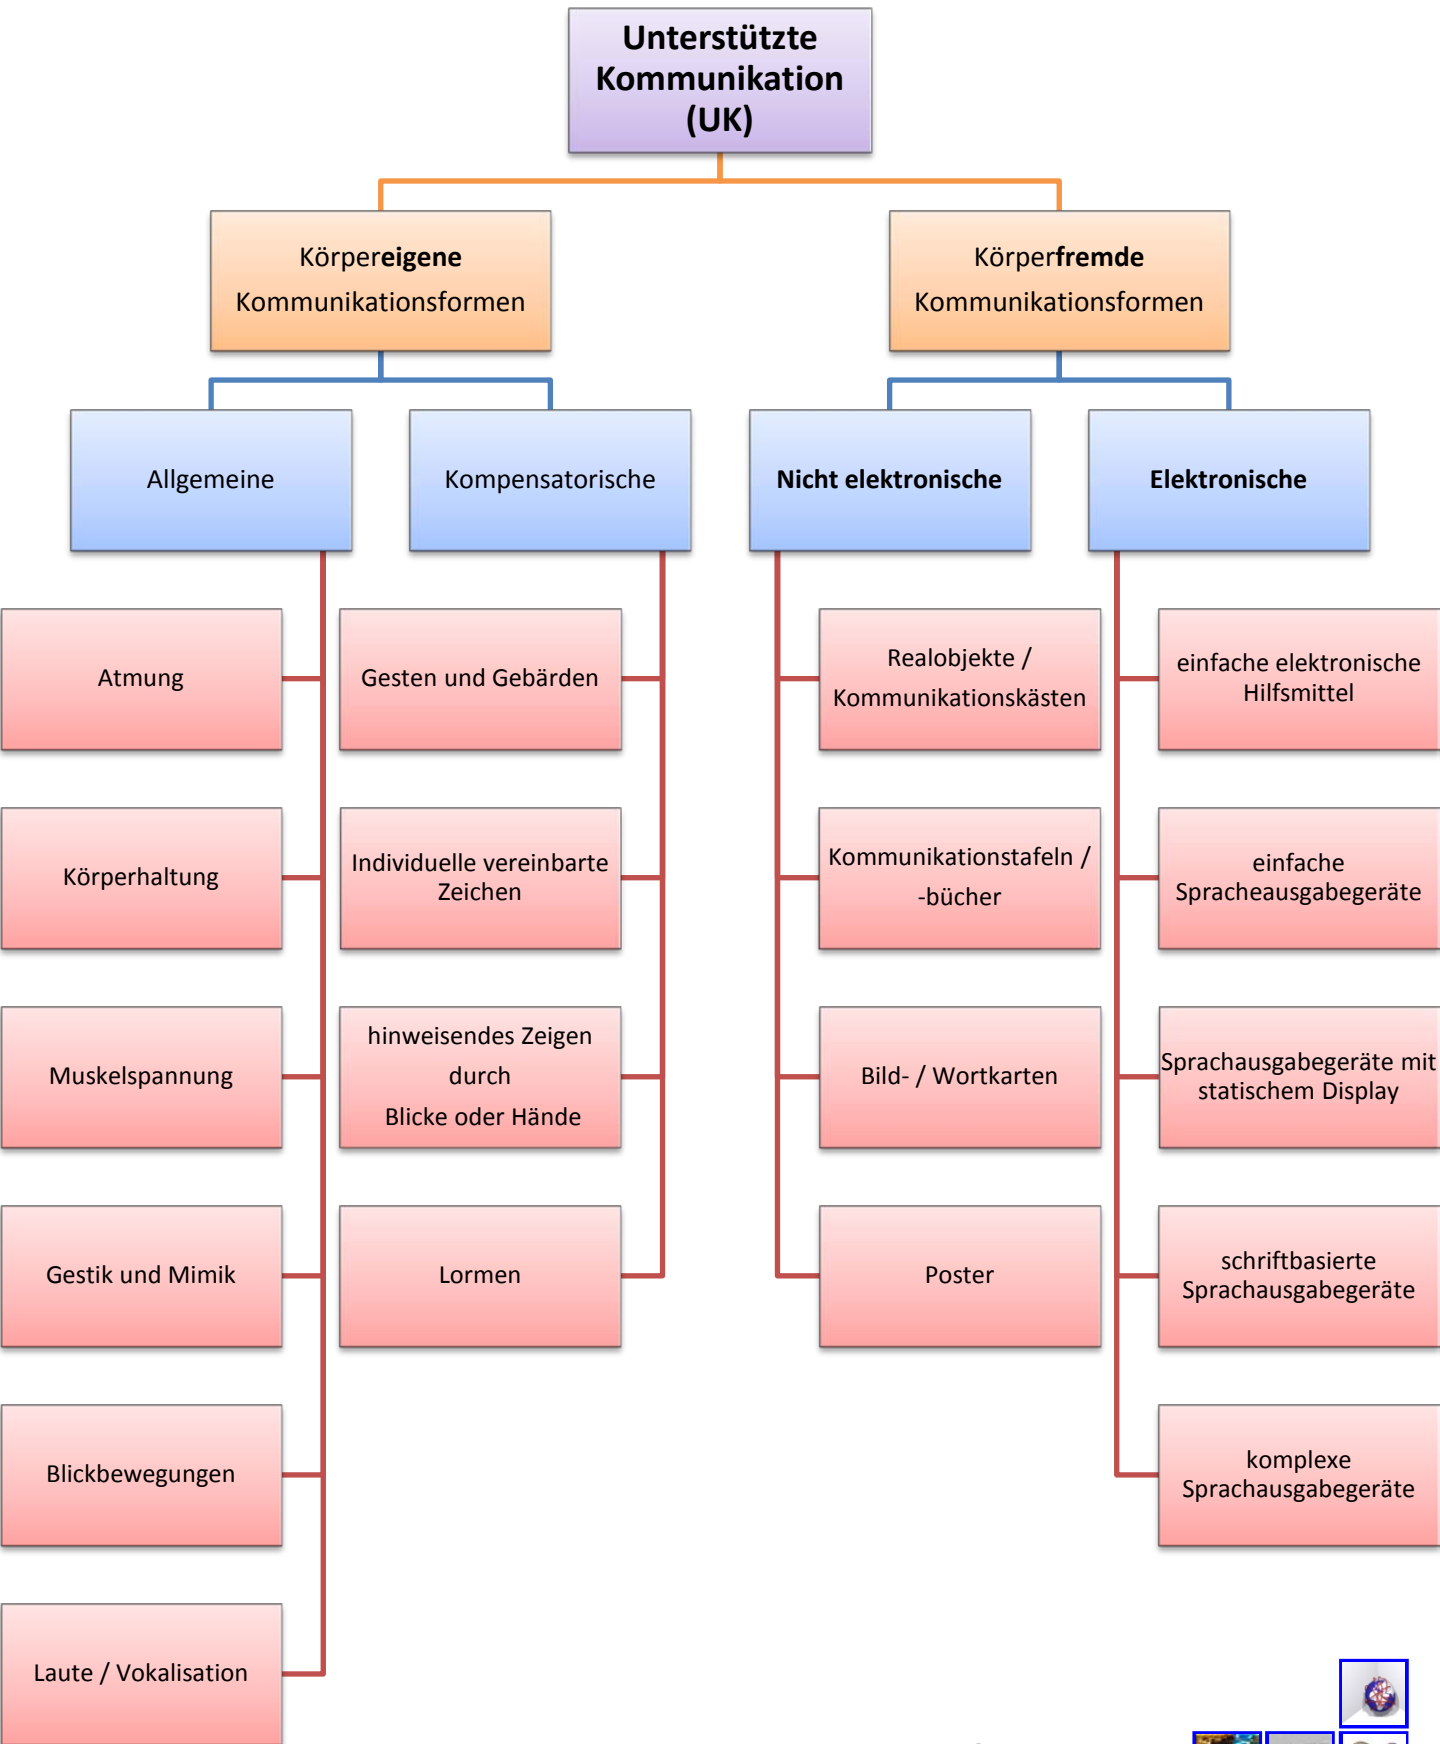 Unterstützte
Kommunikation
(UK)
Körpereigene
Kommunikationsformen
Körperfremde
Kommunikationsformen
Allgemeine
Kompensatorische
Nicht elektronische
Elektronische
Atmung
Körperhaltung
Muskelspannung
Gestik und Mimik
Blickbewegungen
Laute / Vokalisation
Gesten und Gebärden
Individuelle vereinbarte
Zeichen
hinweisendes Zeigen
durch
Blicke oder Hände
Lormen
Realobjekte /
Kommunikationskästen
Kommunikationstafeln /
-bücher
Bild- / Wortkarten
Poster
einfache elektronische
Hilfsmittel
einfache
Spracheausgabegeräte
Sprachausgabegeräte mit
statischem Display
schriftbasierte
Sprachausgabegeräte
komplexe
Sprachausgabegeräte